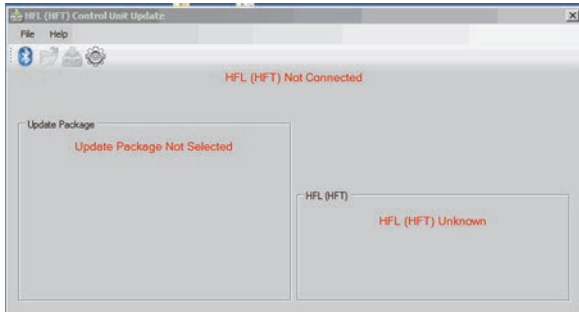 HFL (HFT) Control Unit Update
File Help
HFL (HFT) Not Connected
Update Package
Update Package Not Selected
HFL (HFT)
HFL (HFT) Unknown